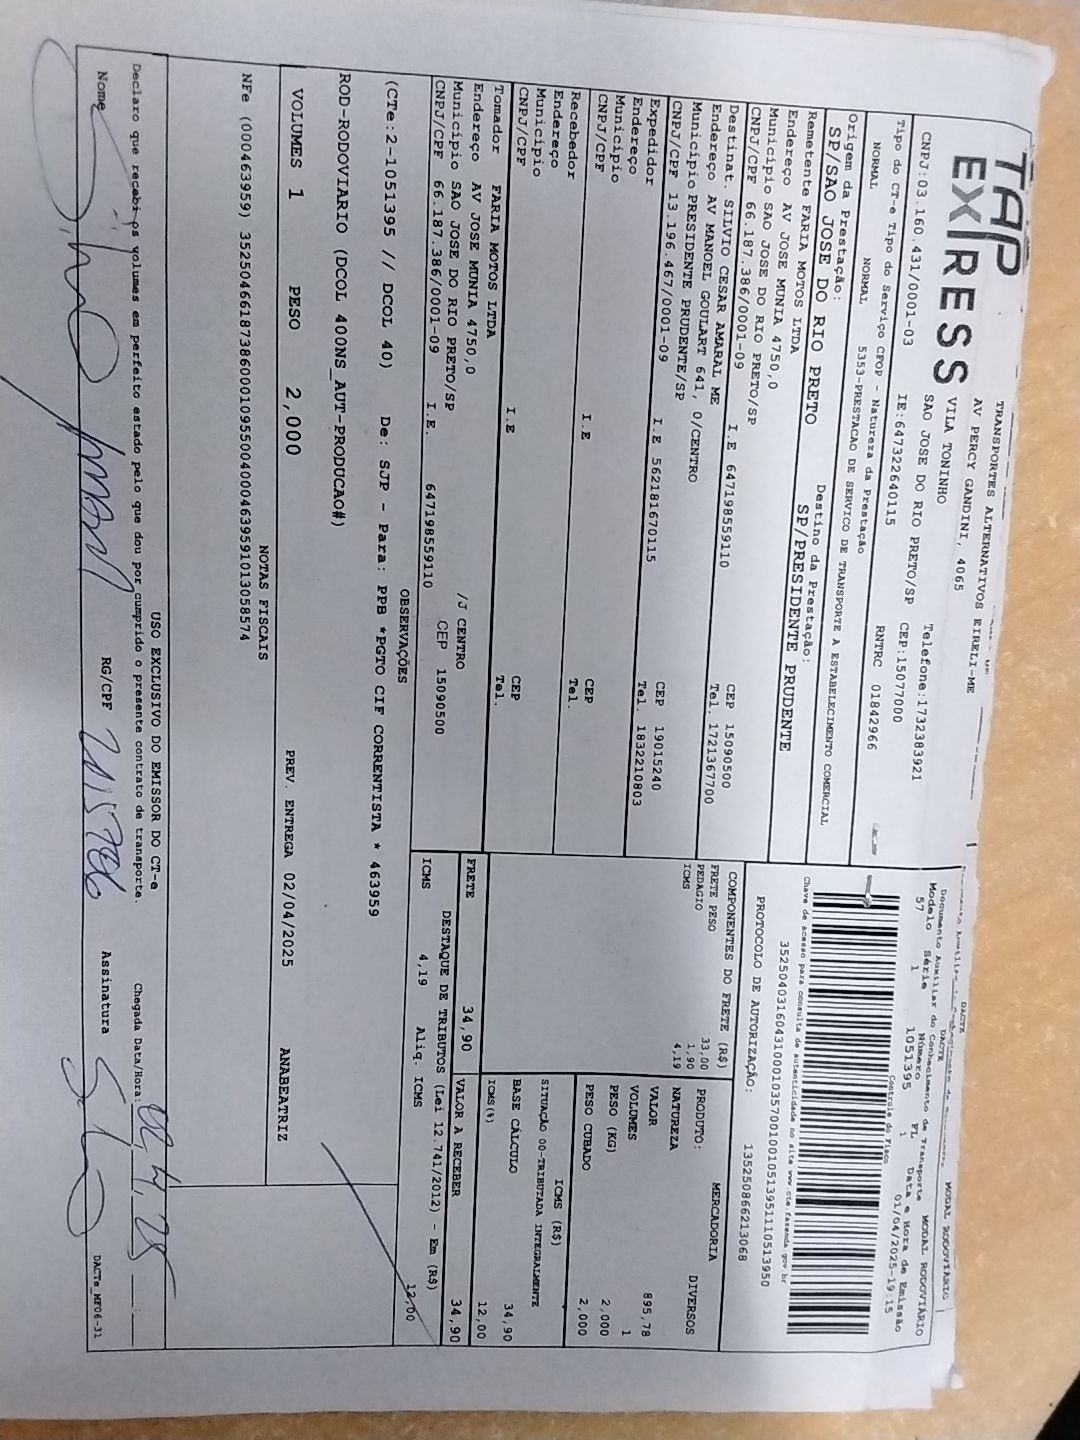 TAP
EXPRESS
TRANSPORTES ALTERNATIVOS EIRELI-ME
AV PERCY GANDINI, 4065
VILA TONINHO
SAO JOSE DO RIO PRETO/SP Telefone:1732383921
CNPJ:03.160.431/0001-03 IE:647322640115 CEP:15077000
Tipo do CT-e Tipo do Serviço CFOP - Natureza da Prestação RNTRC 01842966
NORMAL NORMAL 5353-PRESTACAO DE SERVICO DE TRANSPORTE A ESTABELECIMENTO COMERCIAL
Origem da Prestação: Destino da Prestação:
SP/SAO JOSE DO RIO PRETO SP/PRESIDENTE PRUDENTE
Remetente FARIA MOTOS LTDA
Endereço AV JOSE MUNIA 4750,0
Município SAO JOSE DO RIO PRETO/SP CEP 15090500
CNPJ/CPF 66.187.386/0001-09 I.E 647198559110 Tel. 1721367700
Destinat. SILVIO CESAR AMARAL ME
Endereço AV MANOEL GOULART 641, 0/CENTRO
Município PRESIDENTE PRUDENTE/SP CEP 19015240
CNPJ/CPF 13.196.467/0001-09 I.E 562181670115 Tel. 1832210803
Expedidor
Endereço
Município CEP
CNPJ/CPF I.E Tel.
Recebedor
Endereço
Município CEP
CNPJ/CPF I.E Tel.
Tomador FARIA MOTOS LTDA
Endereço AV JOSE MUNIA 4750,0 /J CENTRO
Município SAO JOSE DO RIO PRETO/SP CEP 15090500
CNPJ/CPF 66.187.386/0001-09 I.E. 647198559110
DACTE MODAL RODOVIÁRIO
DACTE MODAL RODOVIÁRIO
Documento Auxiliar do Conhecimento de Transporte
Modelo Série Número FL Data e Hora de Emissão
57 1 1051395 1 01/04/2025-19:15
Controle do Fisco
Chave de acesso para consulta de autenticidade no site www.cte.fazenda.gov.br
35250403160431000103570010010513951110513950
PROTOCOLO DE AUTORIZAÇÃO: 135250866213068
COMPONENTES DO FRETE (R$)
FRETE PESO 33,00
PEDAGIO 1,90
ICMS 4,19
PRODUTO: MERCADORIA
NATUREZA DIVERSOS
VALOR 895,78
VOLUMES 1
PESO (KG) 2,000
PESO CUBADO 2,000
ICMS (R$)
SITUAÇÃO 00-TRIBUTADA INTEGRALMENTE
BASE CÁLCULO 34,90
ICMS(%) 12,00
FRETE 34,90 VALOR A RECEBER 34,90
DESTAQUE DE TRIBUTOS (Lei 12.741/2012) - Em (R$)
ICMS 4,19 Aliq. ICMS 12,00
OBSERVAÇÕES
(CTe:2-1051395 // DCOL 40) De: SJP - Para: PPB *PGTO CIF CORRENTISTA * 463959
ROD-RODOVIARIO (DCOL 400NS_AUT-PRODUCAO#)
VOLUMES 1 PESO 2,000 PREV. ENTREGA 02/04/2025 ANABEATRIZ
NOTAS FISCAIS
NFe (000463959) 35250466187386000109550040004639591013058574
USO EXCLUSIVO DO EMISSOR DO CT-e
Declaro que recebi os volumes em perfeito estado pelo que dou por cumprido o presente contrato de transporte. Chegada Data/Hora:
Nome RG/CPF Assinatura DACTe_MF06-31